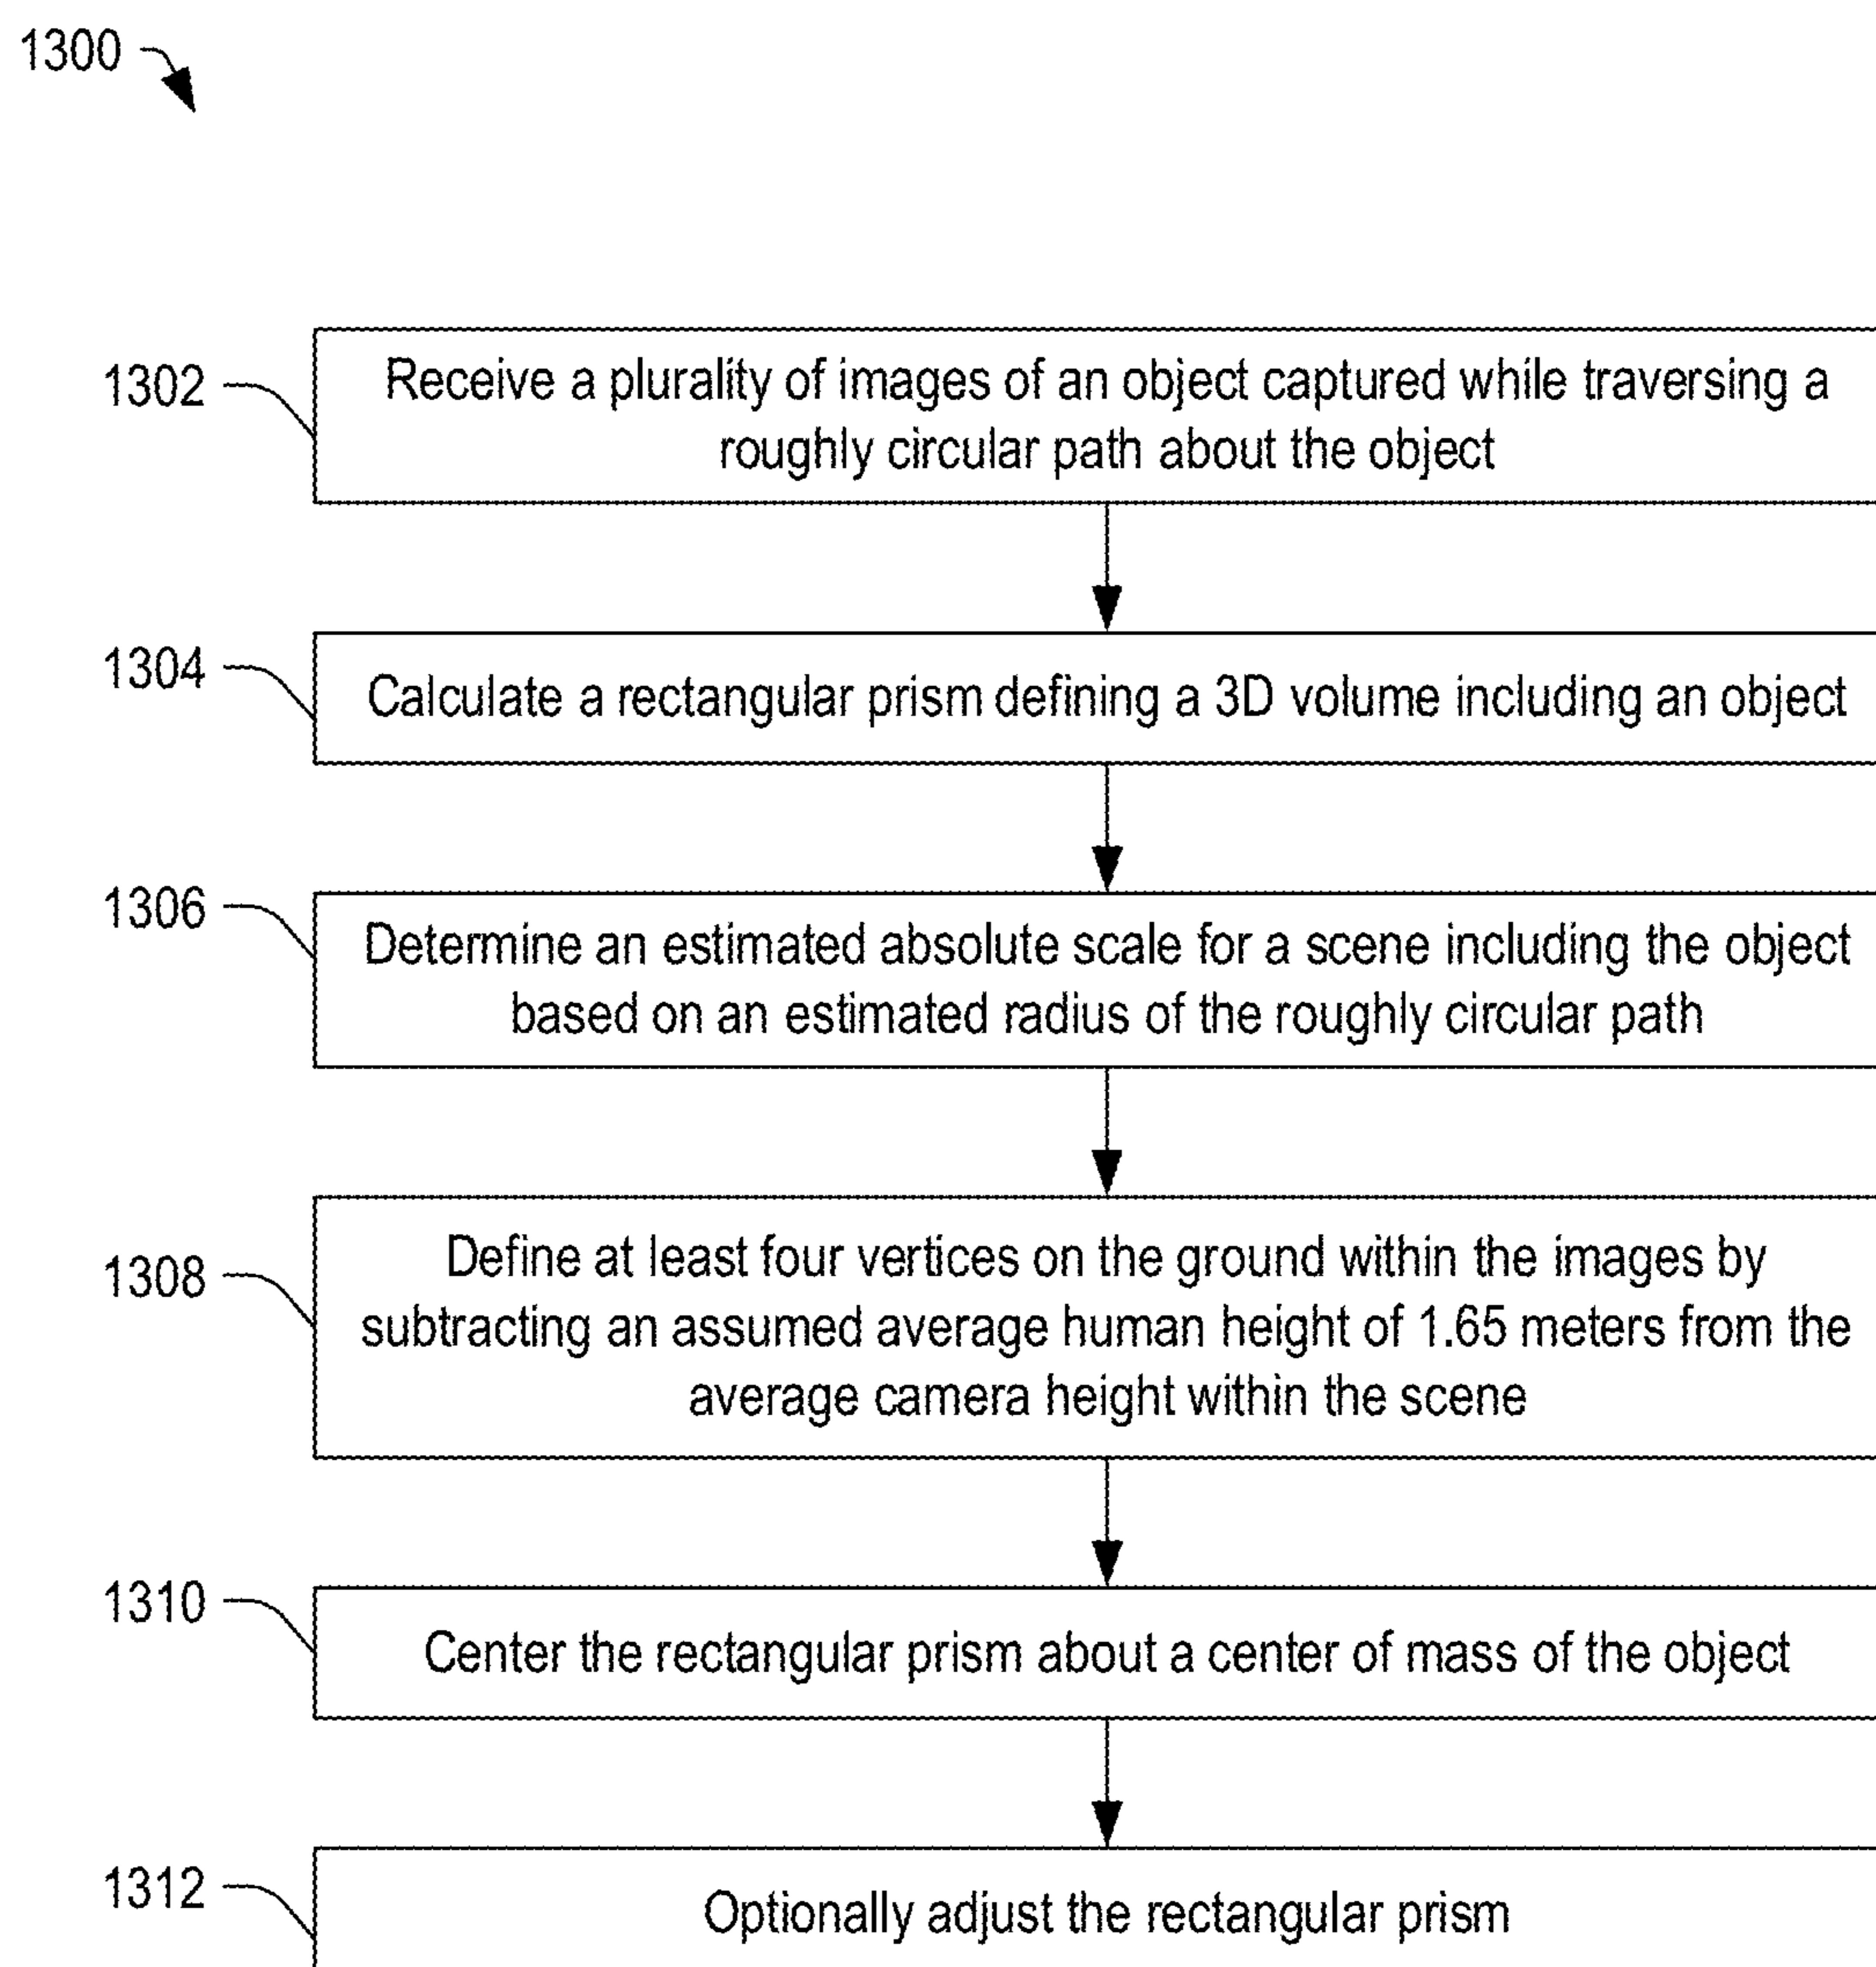 1300
1302
Receive a plurality of images of an object captured while traversing a
roughly circular path about the object
1304
Calculate a rectangular prism defining a 3D volume including an object
1306
Determine an estimated absolute scale for a scene including the object
based on an estimated radius of the roughly circular path
1308
Define at least four vertices on the ground within the images by
subtracting an assumed average human height of 1.65 meters from the
average camera height within the scene
1310
Center the rectangular prism about a center of mass of the object
1312
Optionally adjust the rectangular prism